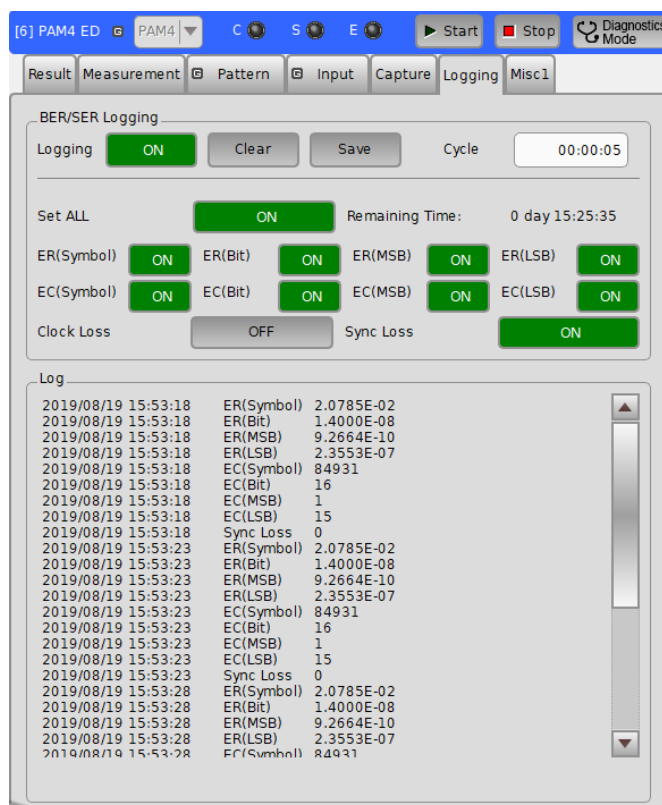 [6] PAM4 ED G PAM4 C S E Start Stop Diagnostics Mode
Result Measurement G Pattern G Input Capture Logging Misc1
BER/SER Logging
Logging ON Clear Save Cycle 00:00:05
Set ALL ON Remaining Time: 0 day 15:25:35
ER(Symbol) ON ER(Bit) ON ER(MSB) ON ER(LSB) ON
EC(Symbol) ON EC(Bit) ON EC(MSB) ON EC(LSB) ON
Clock Loss OFF Sync Loss ON
Log
2019/08/19 15:53:18 ER(Symbol) 2.0785E-02
2019/08/19 15:53:18 ER(Bit) 1.4000E-08
2019/08/19 15:53:18 ER(MSB) 9.2664E-10
2019/08/19 15:53:18 ER(LSB) 2.3553E-07
2019/08/19 15:53:18 EC(Symbol) 84931
2019/08/19 15:53:18 EC(Bit) 16
2019/08/19 15:53:18 EC(MSB) 1
2019/08/19 15:53:18 EC(LSB) 15
2019/08/19 15:53:18 Sync Loss 0
2019/08/19 15:53:23 ER(Symbol) 2.0785E-02
2019/08/19 15:53:23 ER(Bit) 1.4000E-08
2019/08/19 15:53:23 ER(MSB) 9.2664E-10
2019/08/19 15:53:23 ER(LSB) 2.3553E-07
2019/08/19 15:53:23 EC(Symbol) 84931
2019/08/19 15:53:23 EC(Bit) 16
2019/08/19 15:53:23 EC(MSB) 1
2019/08/19 15:53:23 EC(LSB) 15
2019/08/19 15:53:23 Sync Loss 0
2019/08/19 15:53:28 ER(Symbol) 2.0785E-02
2019/08/19 15:53:28 ER(Bit) 1.4000E-08
2019/08/19 15:53:28 ER(MSB) 9.2664E-10
2019/08/19 15:53:28 ER(LSB) 2.3553E-07
2019/08/19 15:53:28 EC(Symbol) 84931